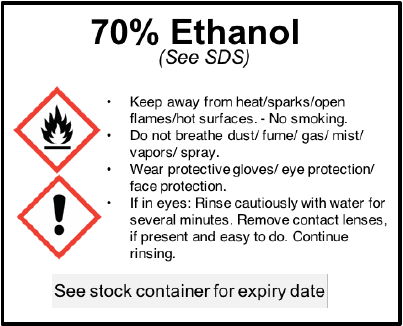 70% Ethanol
(See SDS)
• Keep away from heat/sparks/open
flames/hot surfaces. - No smoking.
• Do not breathe dust/ fume/ gas/ mist/
vapors/ spray.
• Wear protective gloves/ eye protection/
face protection.
• If in eyes: Rinse cautiously with water for
several minutes. Remove contact lenses,
if present and easy to do. Continue
rinsing.
See stock container for expiry date